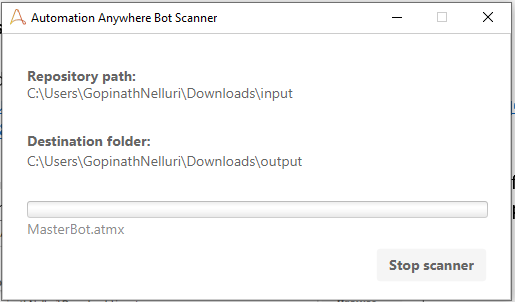 Automation Anywhere Bot Scanner
Repository path:
C:\Users\GopinathNelluri\Downloads\input
Destination folder:
C:\Users\GopinathNelluri\Downloads\output
MasterBot.atmx
Stop scanner